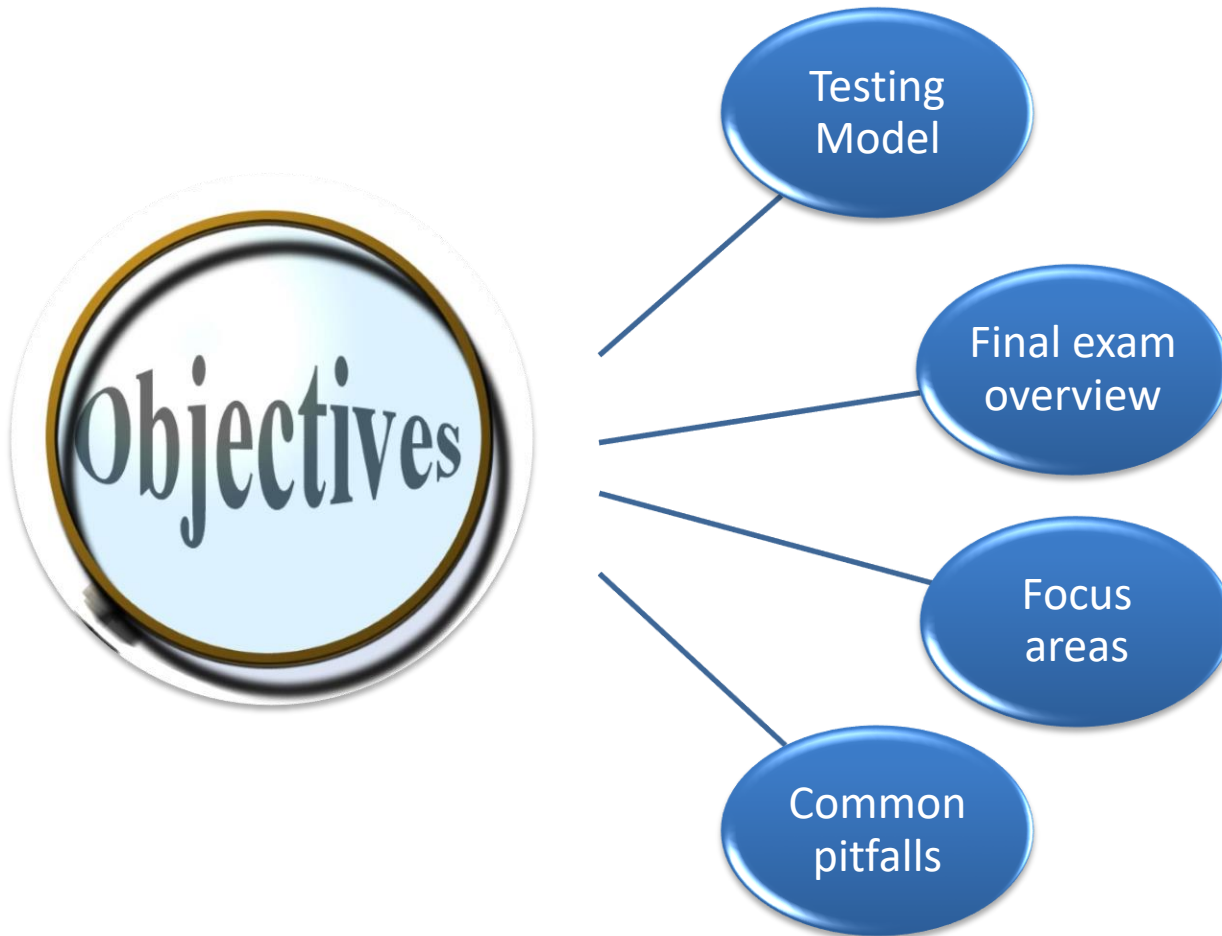 Objectives
Testing
Model
Final exam
overview
Focus
areas
Common
pitfalls